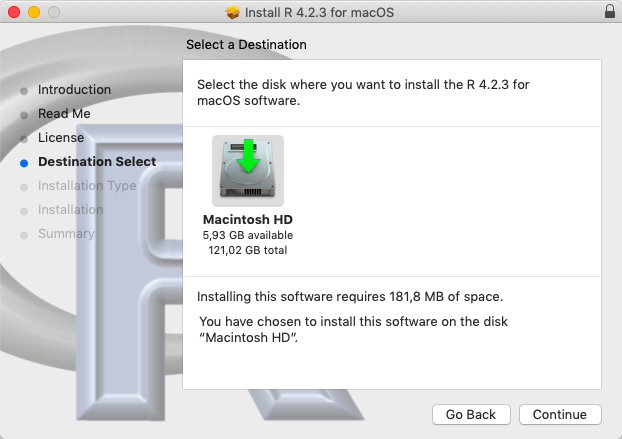 Install R 4.2.3 for macOS
Select a Destination
Introduction
Read Me
License
Destination Select
Installation Type
Installation
Summary
Select the disk where you want to install the R 4.2.3 for
macOS software.
Macintosh HD
5,93 GB available
121,02 GB total
Installing this software requires 181,8 MB of space.
You have chosen to install this software on the disk
“Macintosh HD”.
Go Back
Continue